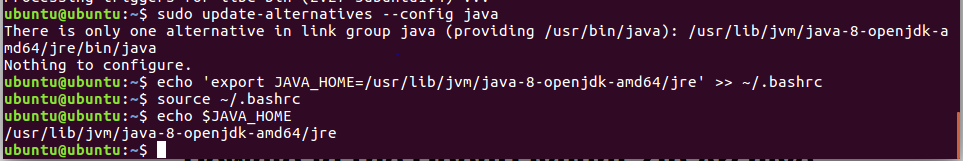 ubuntu@ubuntu:~$ sudo update-alternatives --config java
There is only one alternative in link group java (providing /usr/bin/java): /usr/lib/jvm/java-8-openjdk-a
md64/jre/bin/java
Nothing to configure.
ubuntu@ubuntu:~$ echo 'export JAVA_HOME=/usr/lib/jvm/java-8-openjdk-amd64/jre' >> ~/.bashrc
ubuntu@ubuntu:~$ source ~/.bashrc
ubuntu@ubuntu:~$ echo $JAVA_HOME
/usr/lib/jvm/java-8-openjdk-amd64/jre
ubuntu@ubuntu:~$